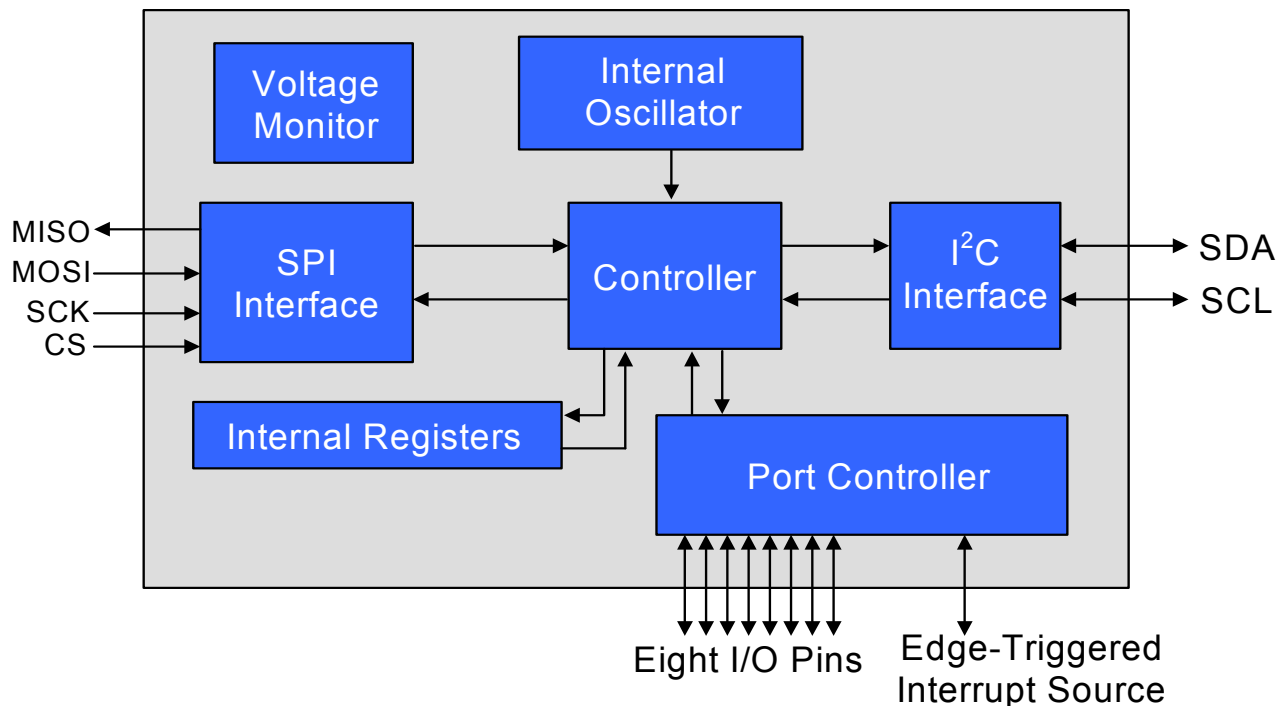 Voltage
Monitor
Internal
Oscillator
MISO
MOSI
SCK
CS
SPI
Interface
Controller
I²C
Interface
SDA
SCL
Internal Registers
Port Controller
Eight I/O Pins
Edge-Triggered
Interrupt Source